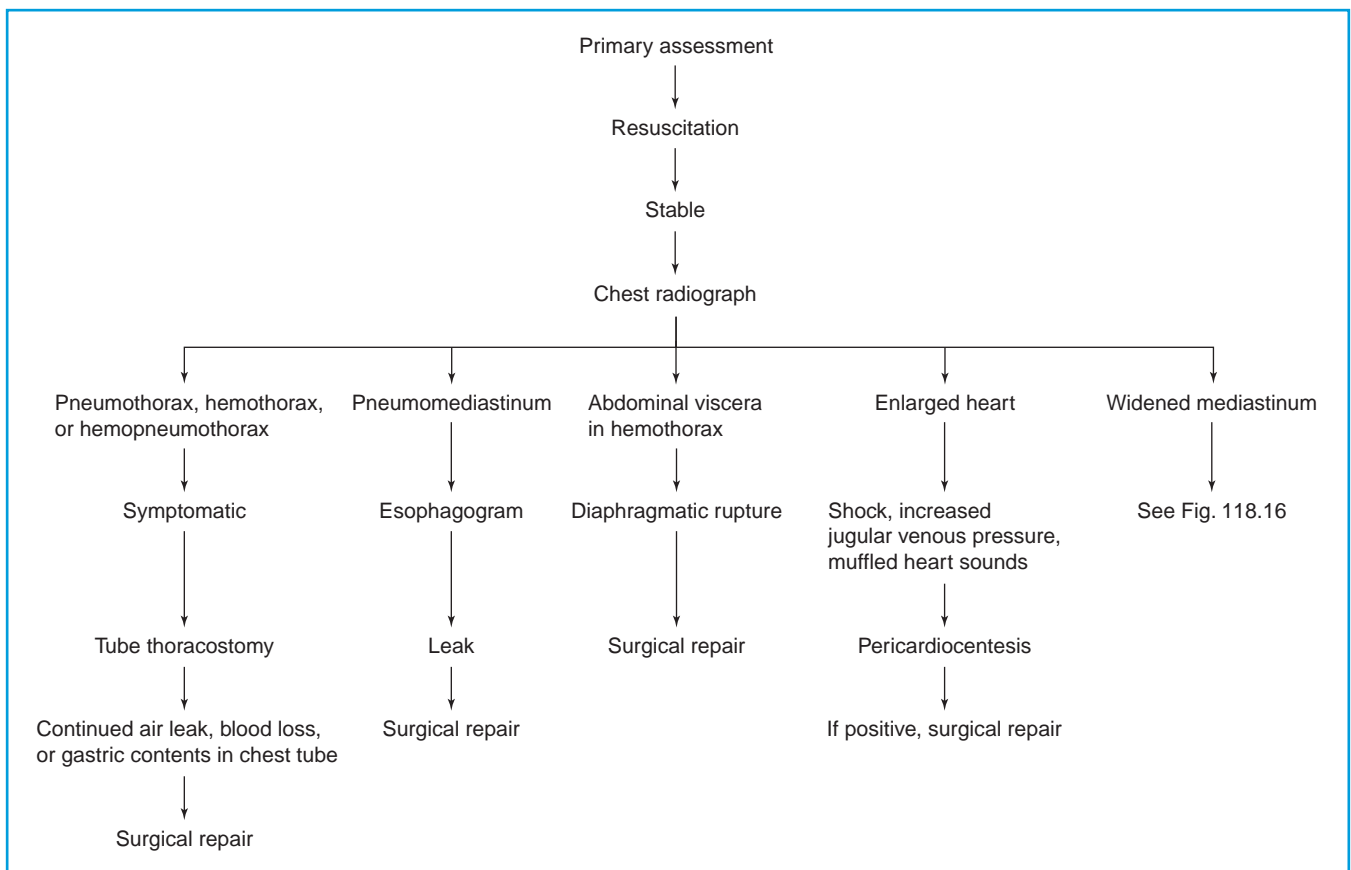 Primary assessment
Resuscitation
Stable
Chest radiograph
Pneumothorax, hemothorax,
or hemopneumothorax
Symptomatic
Tube thoracostomy
Continued air leak, blood loss,
or gastric contents in chest tube
Surgical repair
Pneumomediastinum
Esophagogram
Leak
Surgical repair
Abdominal viscera
in hemothorax
Diaphragmatic rupture
Surgical repair
Enlarged heart
Shock, increased
jugular venous pressure,
muffled heart sounds
Pericardiocentesis
If positive, surgical repair
Widened mediastinum
See Fig. 118.16